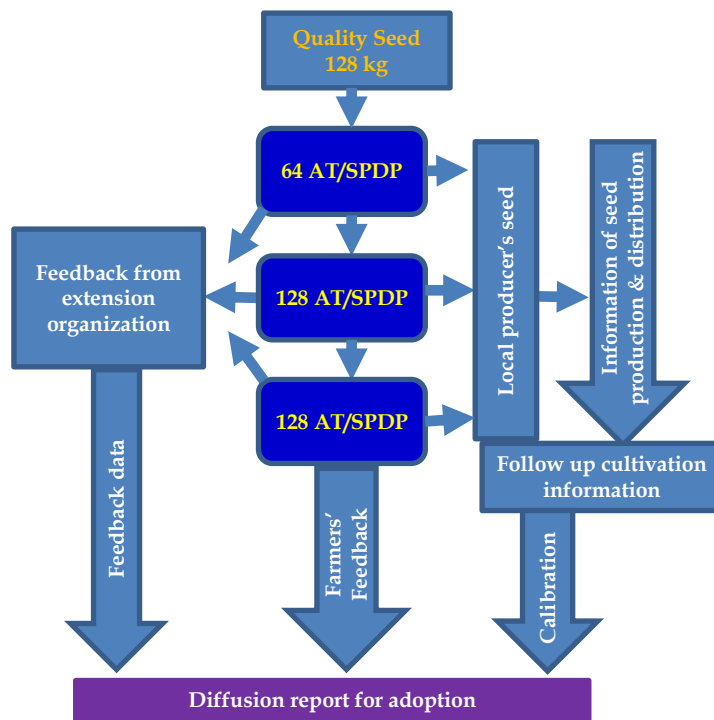 Quality Seed
128 kg
64 AT/SPDP
Feedback from
extension
organization
128 AT/SPDP
128 AT/SPDP
Local producer's seed
Information of seed
production & distribution
Follow up cultivation
information
Feedback data
Farmers'
Feedback
Calibration
Diffusion report for adoption